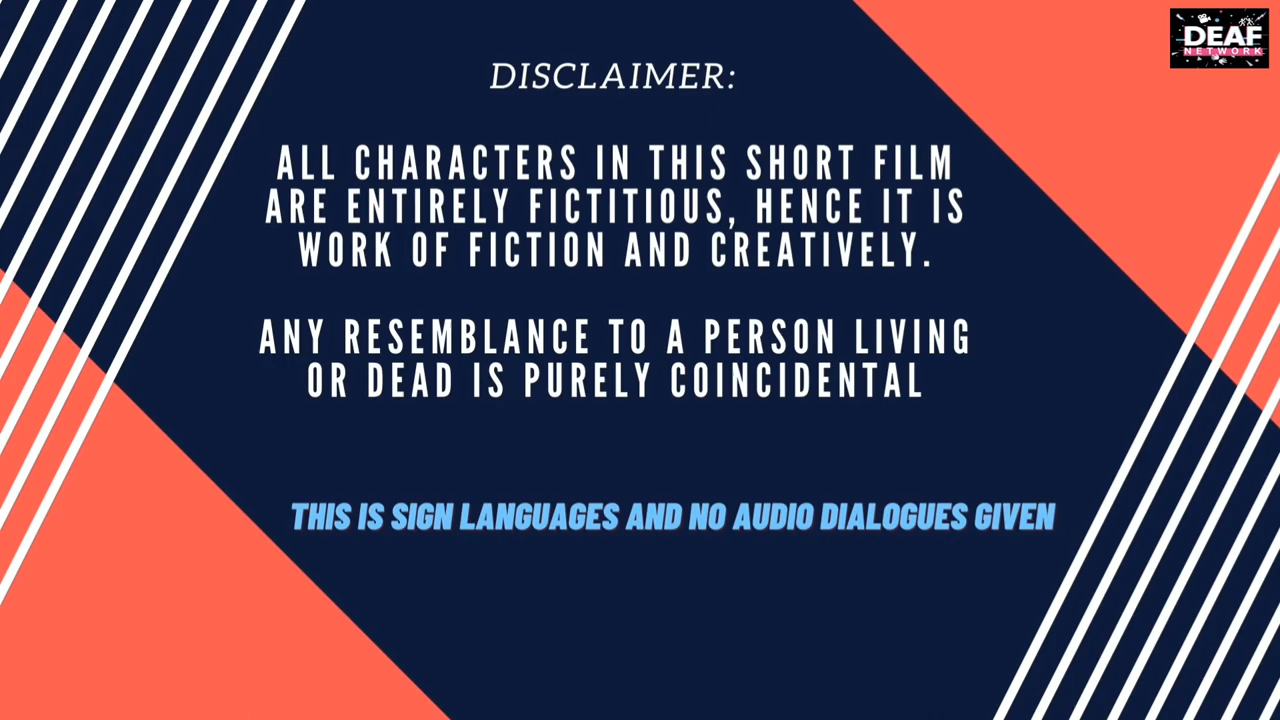 DEAF
NETWORK
DISCLAIMER:
ALL CHARACTERS IN THIS SHORT FILM
ARE ENTIRELY FICTITIOUS, HENCE IT IS
WORK OF FICTION AND CREATIVELY.
ANY RESEMBLANCE TO A PERSON LIVING
OR DEAD IS PURELY COINCIDENTAL
THIS IS SIGN LANGUAGES AND NO AUDIO DIALOGUES GIVEN